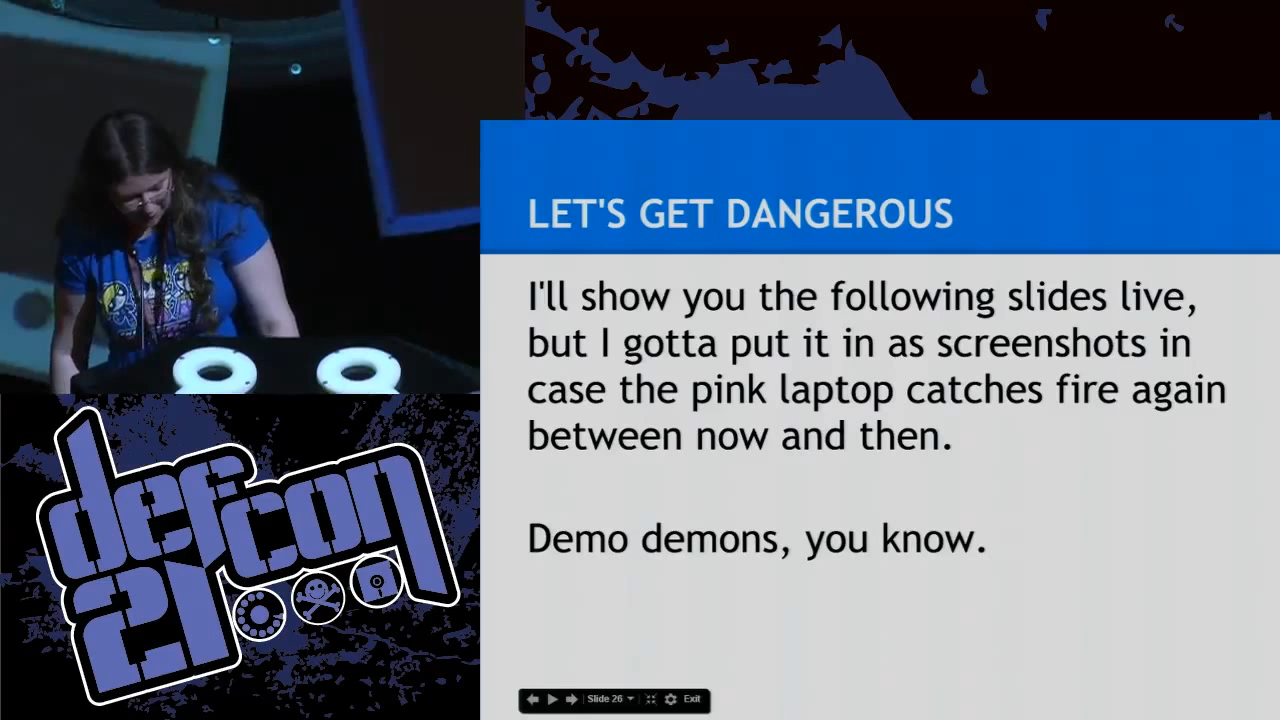 LET'S GET DANGEROUS
I'll show you the following slides live,
but I gotta put it in as screenshots in
case the pink laptop catches fire again
between now and then.
Demo demons, you know.
defcon
21
Slide 26
Exit